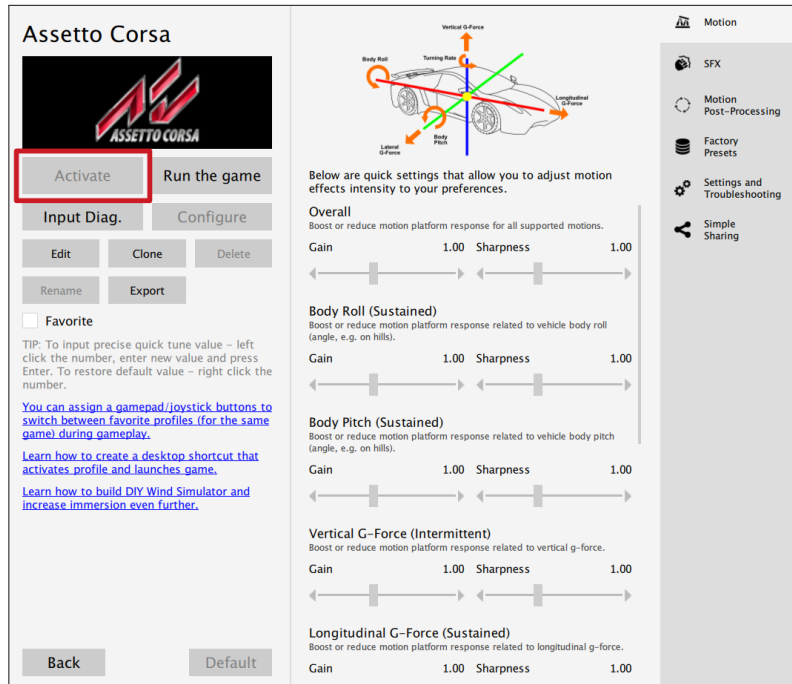 Assetto Corsa
ASSETTO CORSA
Activate
Run the game
Input Diag.
Configure
Edit
Clone
Delete
Rename
Export
Favorite
TIP: To input precise quick tune value – left
click the number, enter new value and press
Enter. To restore default value – right click the
number.
You can assign a gamepad/joystick buttons to
switch between favorite profiles (for the same
game) during gameplay.
Learn how to create a desktop shortcut that
activates profile and launches game.
Learn how to build DIY Wind Simulator and
increase immersion even further.
Back
Default
Vertical G-Force
Body Roll
Turning Rate
Longitudinal
G-Force
Body
Pitch
Lateral
G-Force
Below are quick settings that allow you to adjust motion
effects intensity to your preferences.
Overall
Boost or reduce motion platform response for all supported motions.
Gain 1.00 Sharpness 1.00
Body Roll (Sustained)
Boost or reduce motion platform response related to vehicle body roll
(angle, e.g. on hills).
Gain 1.00 Sharpness 1.00
Body Pitch (Sustained)
Boost or reduce motion platform response related to vehicle body pitch
(angle, e.g. on hills).
Gain 1.00 Sharpness 1.00
Vertical G-Force (Intermittent)
Boost or reduce motion platform response related to vertical g-force.
Gain 1.00 Sharpness 1.00
Longitudinal G-Force (Sustained)
Boost or reduce motion platform response related to longitudinal g-force.
Gain 1.00 Sharpness 1.00
Motion
SFX
Motion
Post-Processing
Factory
Presets
Settings and
Troubleshooting
Simple
Sharing